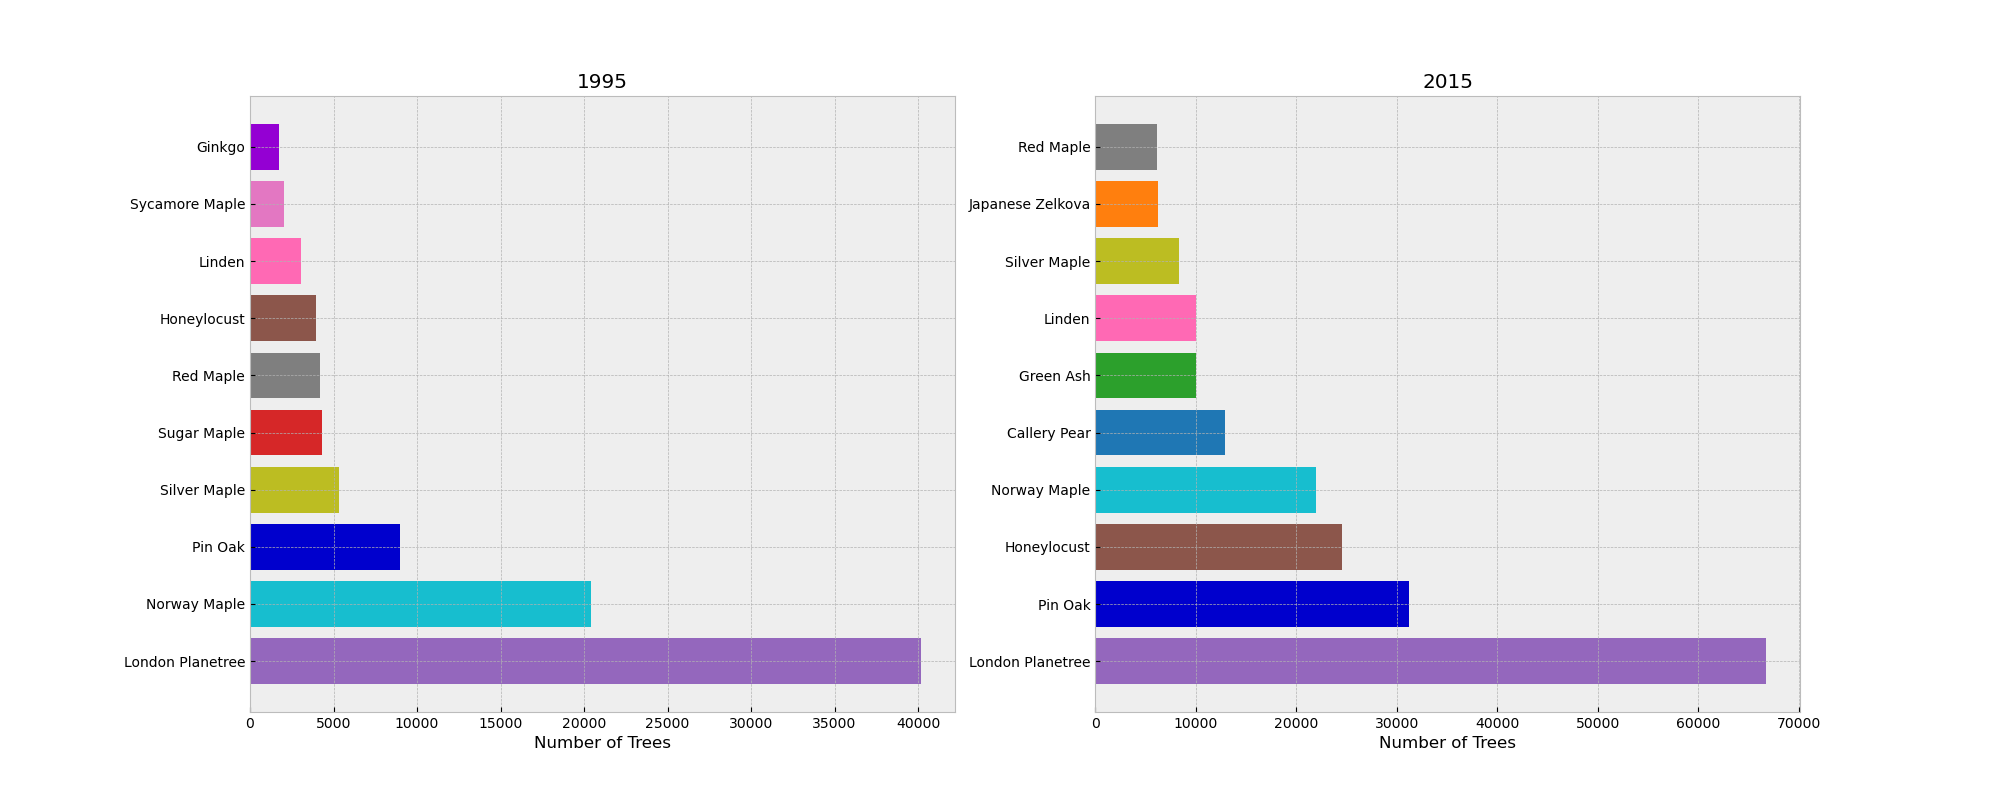 1995
Ginkgo
Sycamore Maple
Linden
Honeylocust
Red Maple
Sugar Maple
Silver Maple
Pin Oak
Norway Maple
London Planetree
0 5000 10000 15000 20000 25000 30000 35000 40000
Number of Trees
2015
Red Maple
Japanese Zelkova
Silver Maple
Linden
Green Ash
Callery Pear
Norway Maple
Honeylocust
Pin Oak
London Planetree
0 10000 20000 30000 40000 50000 60000 70000
Number of Trees